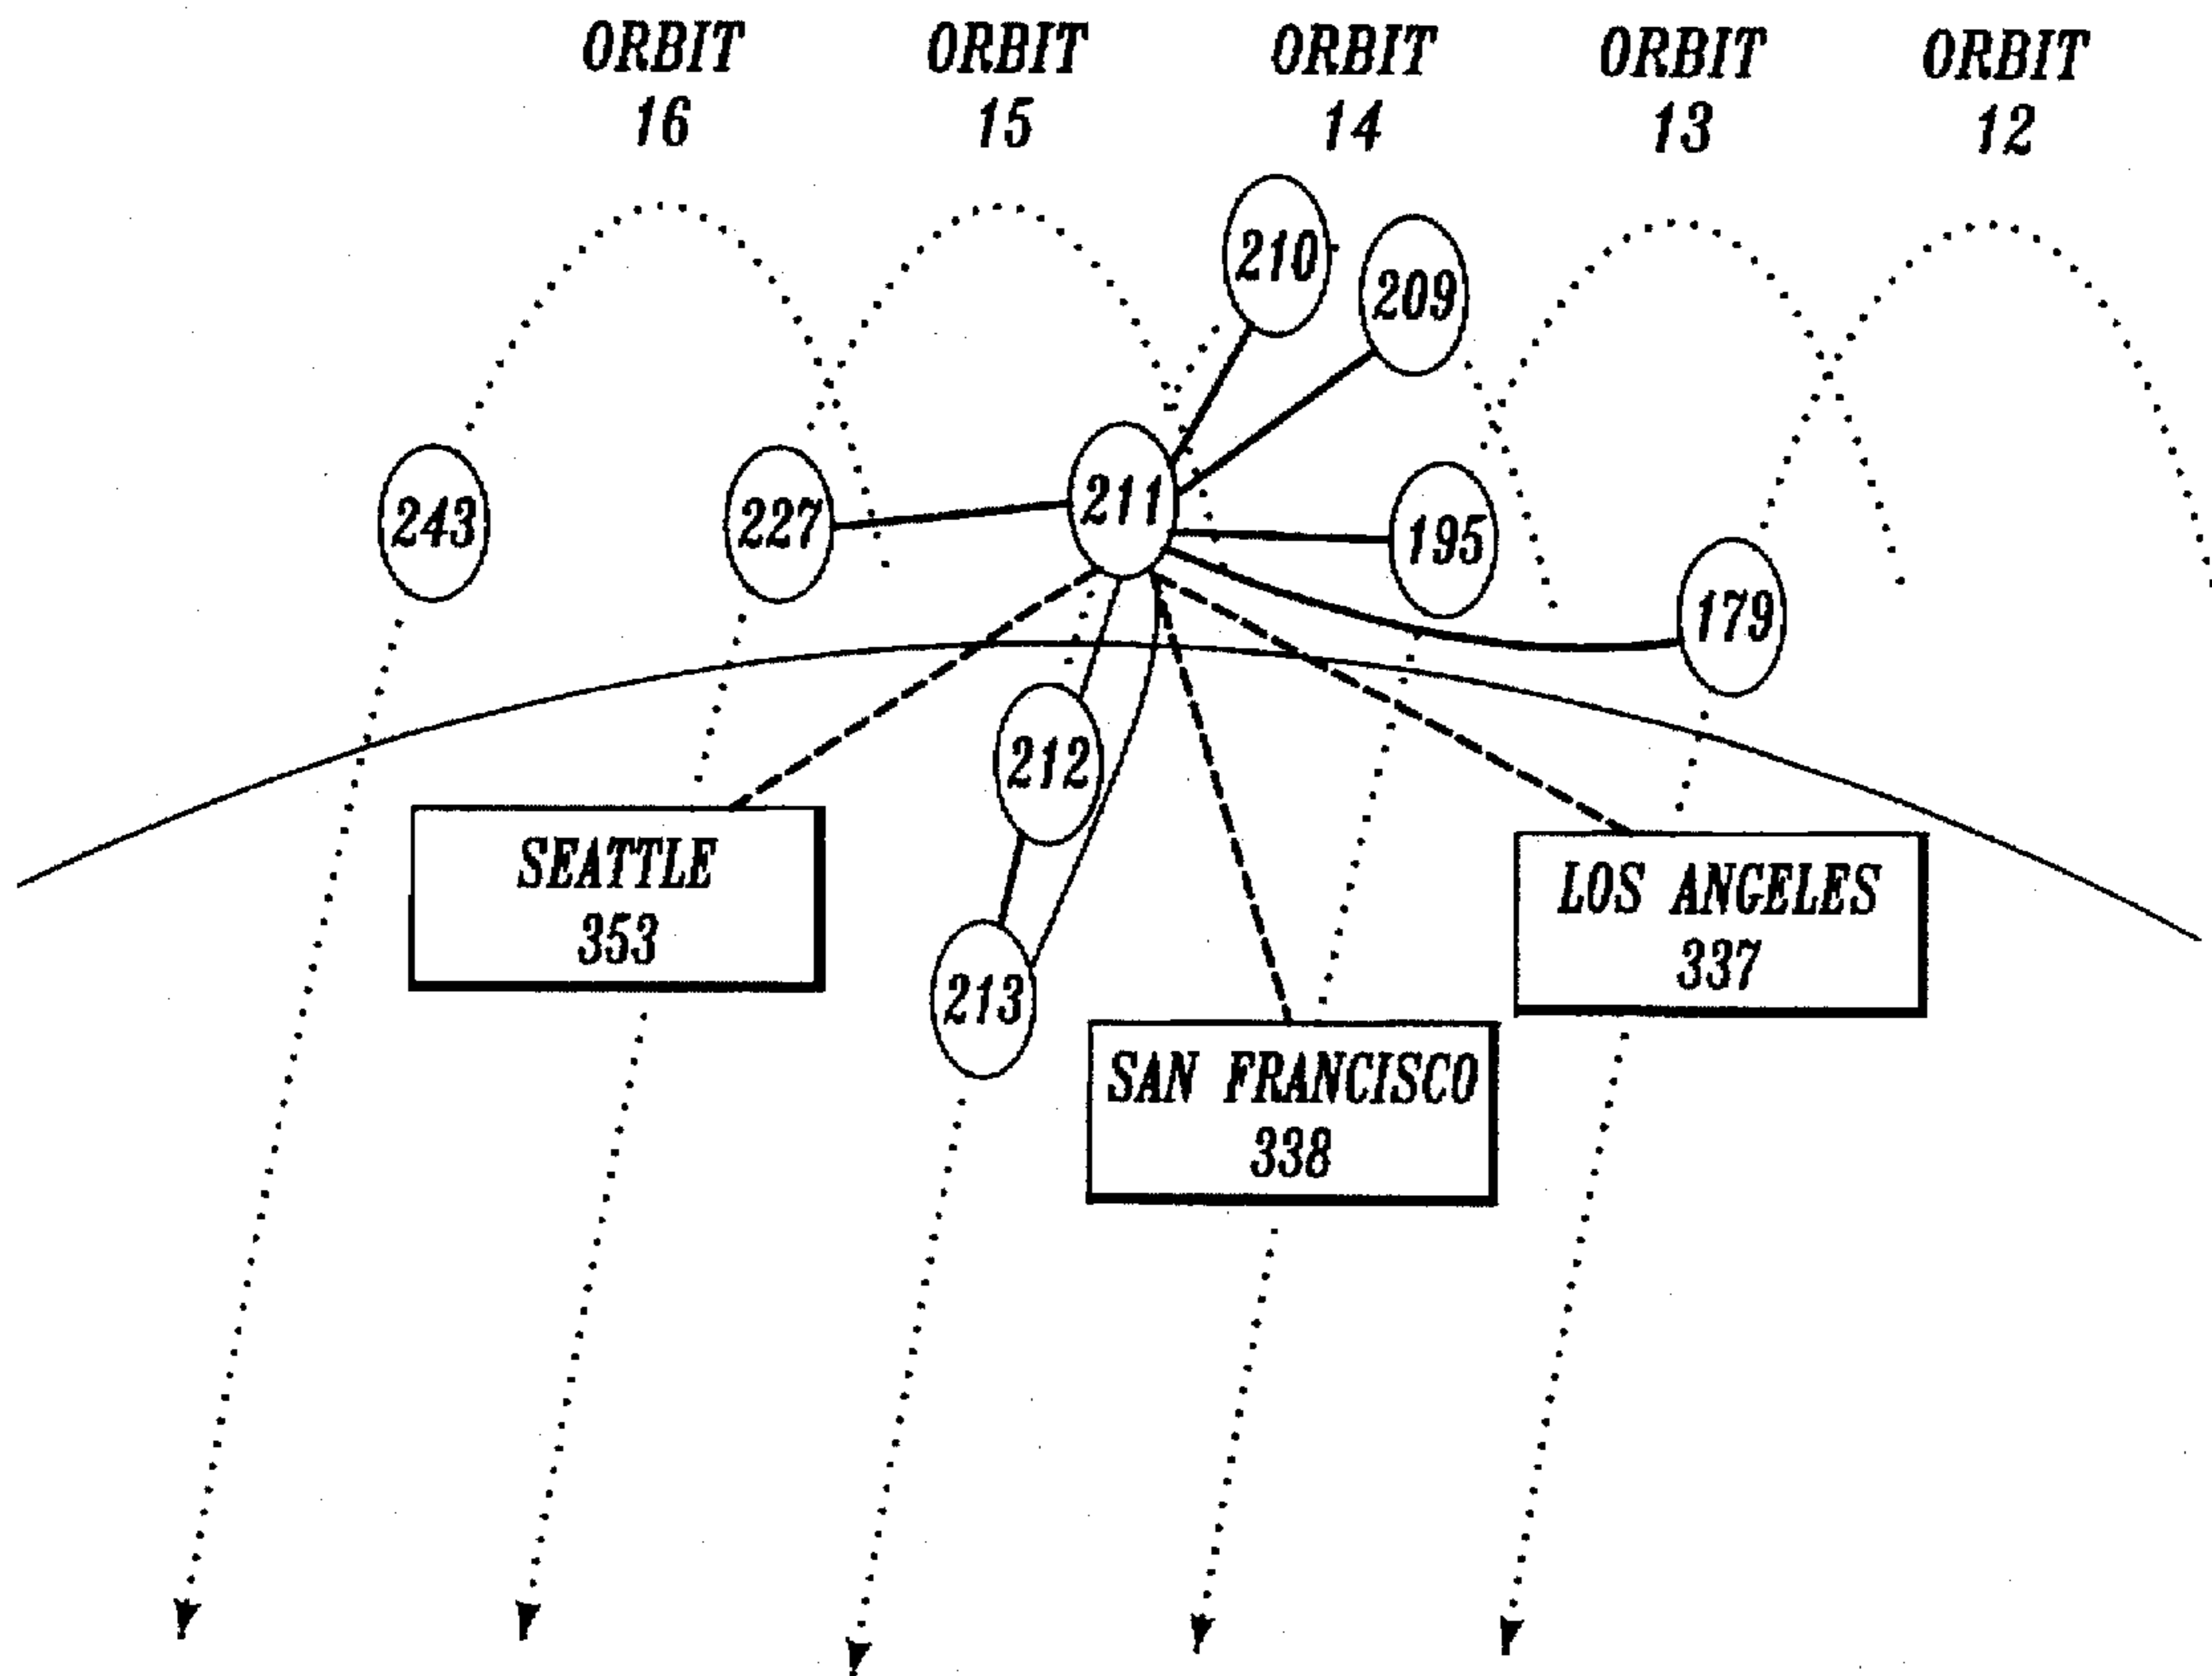 ORBIT
16
ORBIT
15
ORBIT
14
ORBIT
13
ORBIT
12
210
209
211
243
227
195
179
212
SEATTLE
353
LOS ANGELES
337
213
SAN FRANCISCO
338